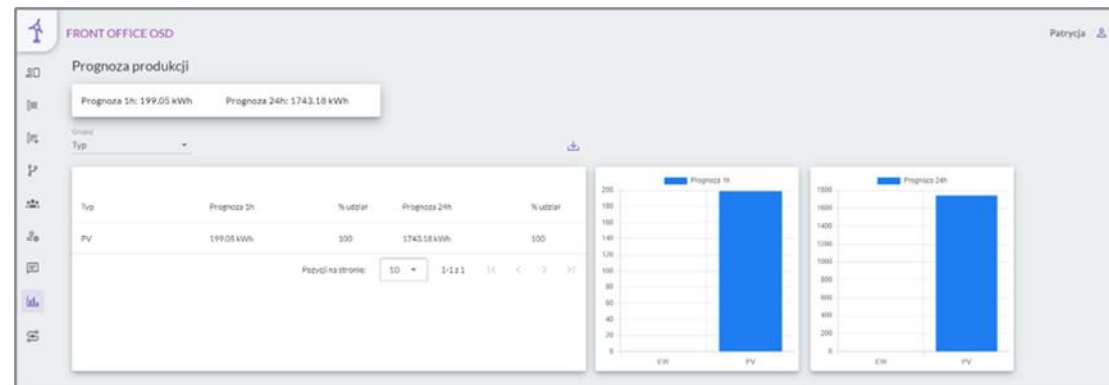 FRONT OFFICE OSD
Patrycja
Prognoza produkcji
Prognoza 1h: 199.05 kWh Prognoza 24h: 1743.18 kWh
Grupuj
Typ
Typ Prognoza 1h % udział Prognoza 24h % udział
PV 199.05 kWh 100 1743.18 kWh 100
Pozycji na stronie: 10 1-1 z 1
Prognoza 1h
200
180
160
140
120
100
80
60
40
20
0
EW PV
Prognoza 24h
1800
1600
1400
1200
1000
800
600
400
200
0
EW PV